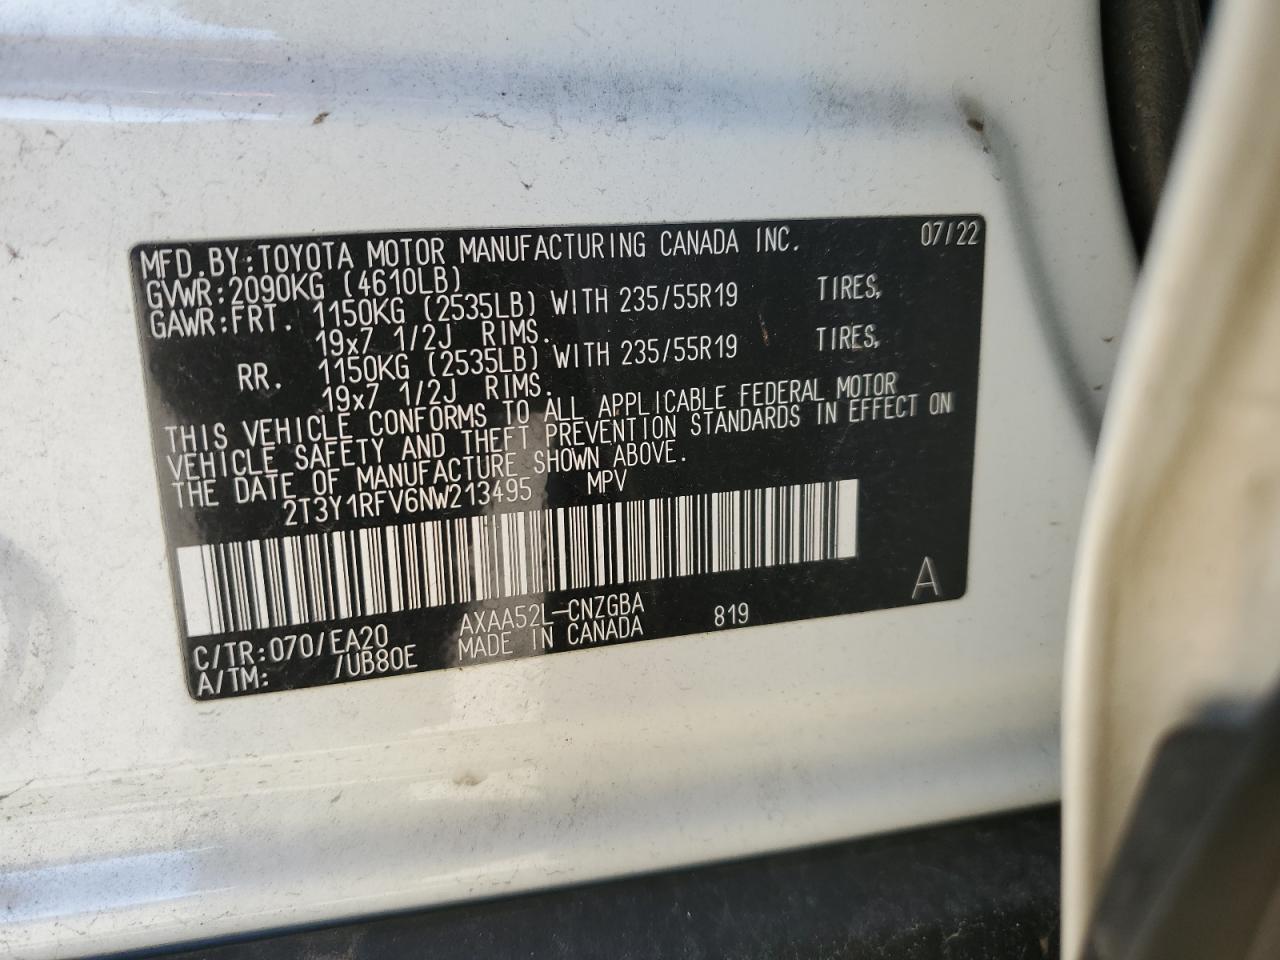 07/22
MFD.BY:TOYOTA MOTOR MANUFACTURING CANADA INC.
GVWR:2090KG (4610LB)
GAWR:FRT. 1150KG (2535LB) WITH 235/55R19 TIRES,
19x7 1/2J RIMS.
RR. 1150KG (2535LB) WITH 235/55R19 TIRES,
19x7 1/2J RIMS.
THIS VEHICLE CONFORMS TO ALL APPLICABLE FEDERAL MOTOR
VEHICLE SAFETY AND THEFT PREVENTION STANDARDS IN EFFECT ON
THE DATE OF MANUFACTURE SHOWN ABOVE.
2T3Y1RFV6NW213495 MPV
A
C/TR:070/EA20 AXAA52L-CNZGBA 819
A/TM: /UB80E MADE IN CANADA